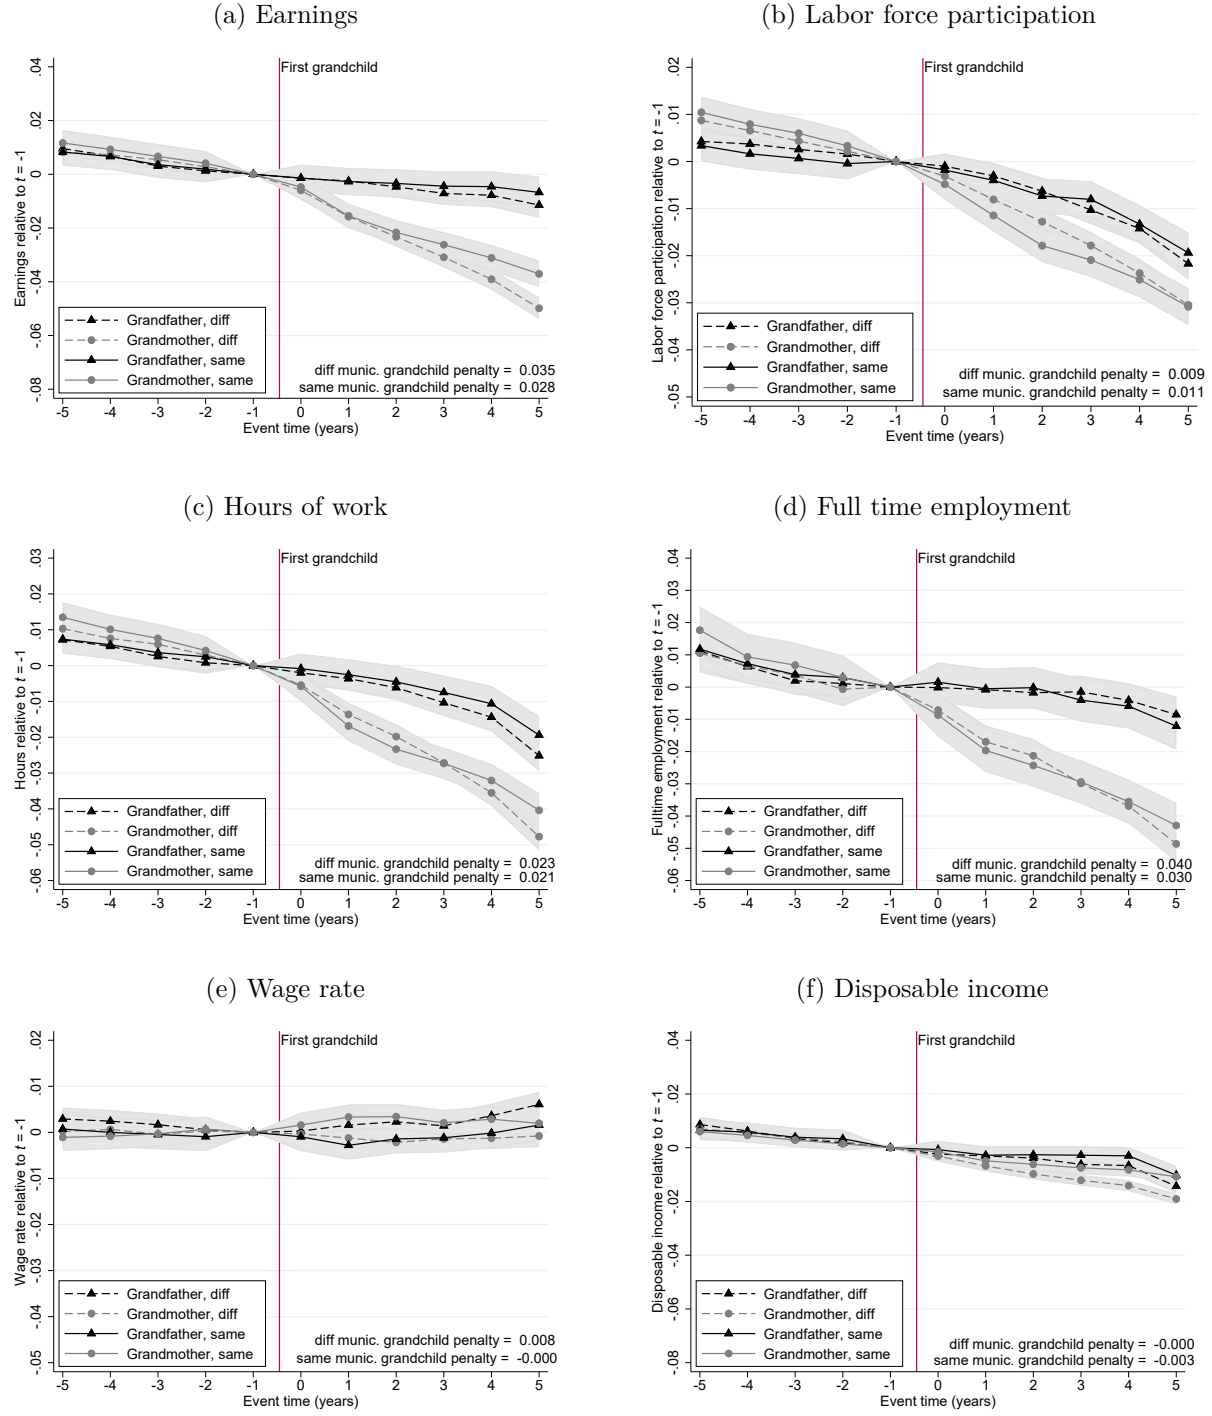 (a) Earnings
Earnings relative to t = -1
.04
.02
0
-.02
-.04
-.06
-.08
First grandchild
Grandfather, diff
Grandmother, diff
Grandfather, same
Grandmother, same
diff munic. grandchild penalty = 0.035
same munic. grandchild penalty = 0.028
-5 -4 -3 -2 -1 0 1 2 3 4 5
Event time (years)
(b) Labor force participation
Labor force participation relative to t = -1
.02
.01
0
-.01
-.02
-.03
-.04
-.05
First grandchild
Grandfather, diff
Grandmother, diff
Grandfather, same
Grandmother, same
diff munic. grandchild penalty = 0.009
same munic. grandchild penalty = 0.011
-5 -4 -3 -2 -1 0 1 2 3 4 5
Event time (years)
(c) Hours of work
Hours relative to t = -1
.03
.02
.01
0
-.01
-.02
-.03
-.04
-.05
-.06
First grandchild
Grandfather, diff
Grandmother, diff
Grandfather, same
Grandmother, same
diff munic. grandchild penalty = 0.023
same munic. grandchild penalty = 0.021
-5 -4 -3 -2 -1 0 1 2 3 4 5
Event time (years)
(d) Full time employment
Fulltime employment relative to t = -1
.04
.03
.02
.01
0
-.01
-.02
-.03
-.04
-.05
-.06
First grandchild
Grandfather, diff
Grandmother, diff
Grandfather, same
Grandmother, same
diff munic. grandchild penalty = 0.040
same munic. grandchild penalty = 0.030
-5 -4 -3 -2 -1 0 1 2 3 4 5
Event time (years)
(e) Wage rate
Wage rate relative to t = -1
.02
.01
0
-.01
-.02
-.03
-.04
-.05
First grandchild
Grandfather, diff
Grandmother, diff
Grandfather, same
Grandmother, same
diff munic. grandchild penalty = 0.008
same munic. grandchild penalty = -0.000
-5 -4 -3 -2 -1 0 1 2 3 4 5
Event time (years)
(f) Disposable income
Disposable income relative to t = -1
.04
.02
0
-.02
-.04
-.06
-.08
First grandchild
Grandfather, diff
Grandmother, diff
Grandfather, same
Grandmother, same
diff munic. grandchild penalty = -0.000
same munic. grandchild penalty = -0.003
-5 -4 -3 -2 -1 0 1 2 3 4 5
Event time (years)